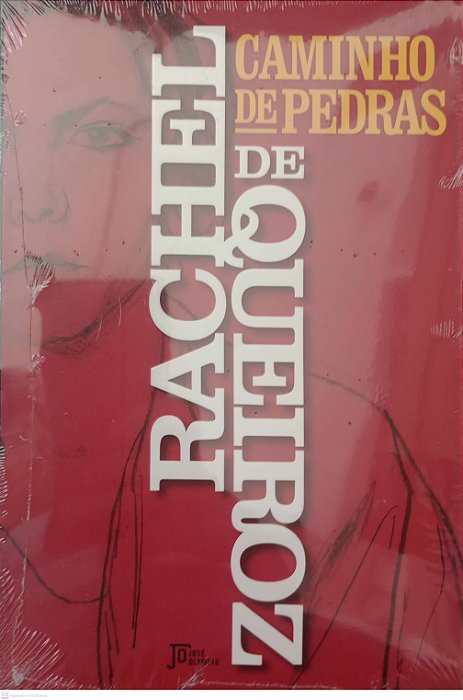 CAMINHO
DE PEDRAS
RACHEL
DE
QUEIROZ
JO JOSÉ
OLYMPIO